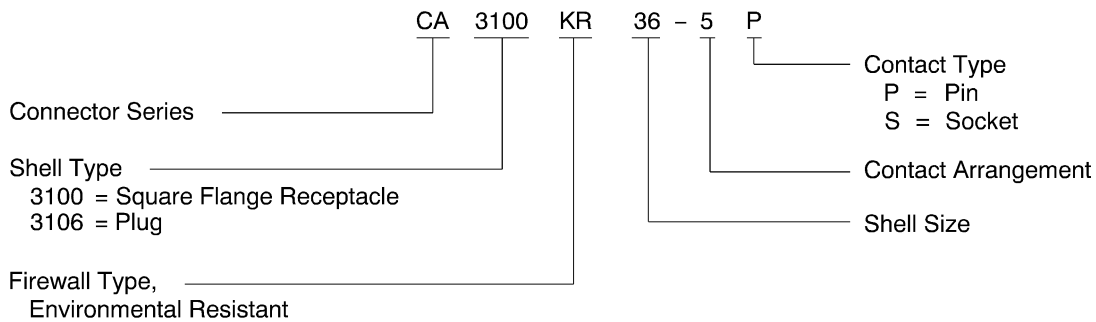 CA 3100 KR 36 - 5 P
Connector Series
Shell Type
3100 = Square Flange Receptacle
3106 = Plug
Firewall Type,
Environmental Resistant
Contact Type
P = Pin
S = Socket
Contact Arrangement
Shell Size